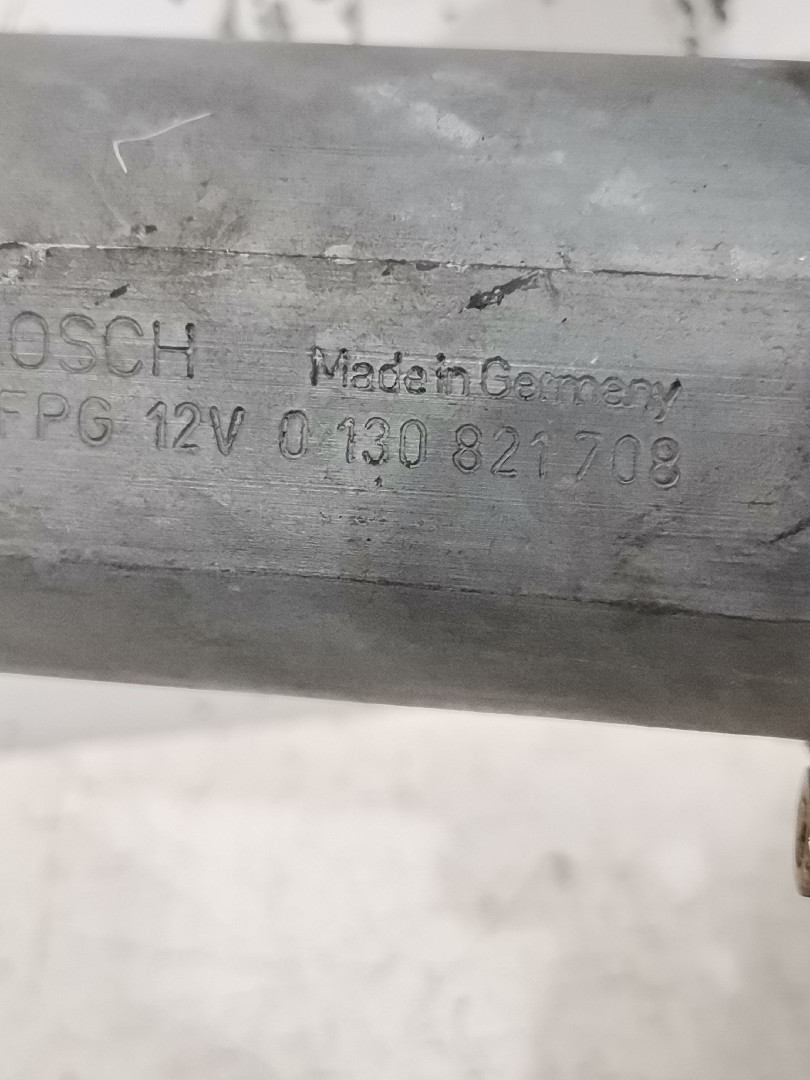 OSCH Made in Germany
FPG 12V 0 130 821 708